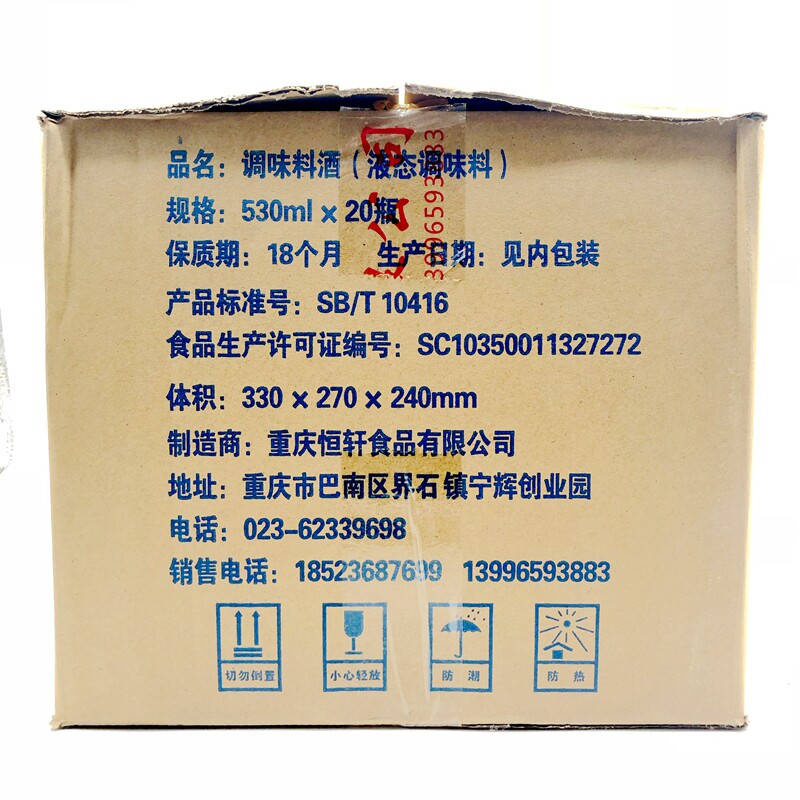 品名：调味料酒（液态调味料）
规格：530ml×20瓶
保质期：18个月 生产日期：见内包装
产品标准号：SB/T 10416
食品生产许可证编号：SC10350011327272
体积：330×270×240mm
制造商：重庆恒轩食品有限公司
地址：重庆市巴南区界石镇宁辉创业园
电话：023-62339698
销售电话：18523687699 13996593883
切勿倒置
小心轻放
防潮
防热
公司
3996593883